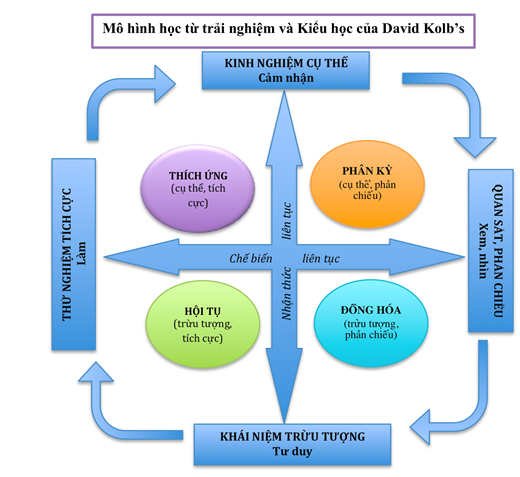 Mô hình học từ trải nghiệm và Kiểu học của David Kolb's
KINH NGHIỆM CỤ THỂ
Cảm nhận
THÍCH ỨNG
(cụ thể, tích
cực)
PHÂN KỲ
(cụ thể, phản
chiếu)
THỬ NGHIỆM TÍCH CỰC
Làm
QUAN SÁT, PHẢN CHIẾU
Xem, nhìn
Chế biến liên tục
Nhận thức liên tục
HỘI TỤ
(trừu tượng,
tích cực)
ĐỒNG HÓA
(trừu tượng,
phản chiếu)
KHÁI NIỆM TRỪU TƯỢNG
Tư duy